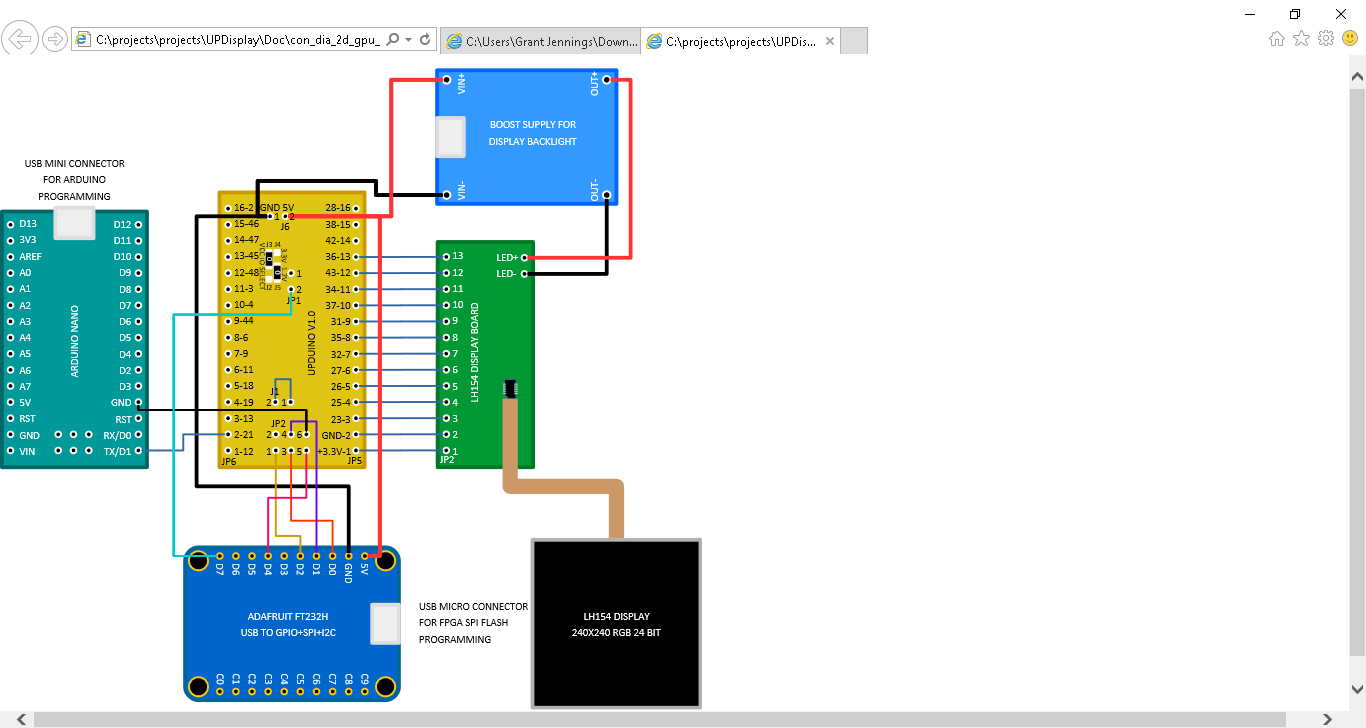 C:\projects\projects\UPDisplay\Doc\con_dia_2d_gpu_
C:\Users\Grant Jennings\Down...
C:\projects\projects\UPDis...
VIN+
OUT+
BOOST SUPPLY FOR
DISPLAY BACKLIGHT
VIN-
OUT-
USB MINI CONNECTOR
FOR ARDUINO
PROGRAMMING
D13
3V3
AREF
A0
A1
A2
A3
A4
A5
A6
A7
5V
RST
GND
VIN
ARDUINO NANO
D12
D11
D10
D9
D8
D7
D6
D5
D4
D2
D3
GND
RST
RX/D0
TX/D1
16-2
15-46
14-47
13-45
12-48
11-3
10-4
9-44
8-6
7-9
6-11
5-18
4-19
3-13
2-21
1-12
JP6
GND 5V
1 2
J6
J3 J4
VCCIO SELECT
3.3V
J2 J5
1
2
JP1
UPDUINO V1.0
J1
2 1
JP2
2 4 6
1 3 5
28-16
38-15
42-14
36-13
43-12
34-11
37-10
31-9
35-8
32-7
27-6
26-5
25-4
23-3
GND-2
+3.3V-1
JP5
13
12
11
10
9
8
7
6
5
4
3
2
1
JP2
LED+
LED-
LH154 DISPLAY BOARD
D7
D6
D5
D4
D3
D2
D1
D0
GND
5V
ADAFRUIT FT232H
USB TO GPIO+SPI+I2C
C0
C1
C2
C3
C4
C5
C6
C7
C8
C9
USB MICRO CONNECTOR
FOR FPGA SPI FLASH
PROGRAMMING
LH154 DISPLAY
240X240 RGB 24 BIT